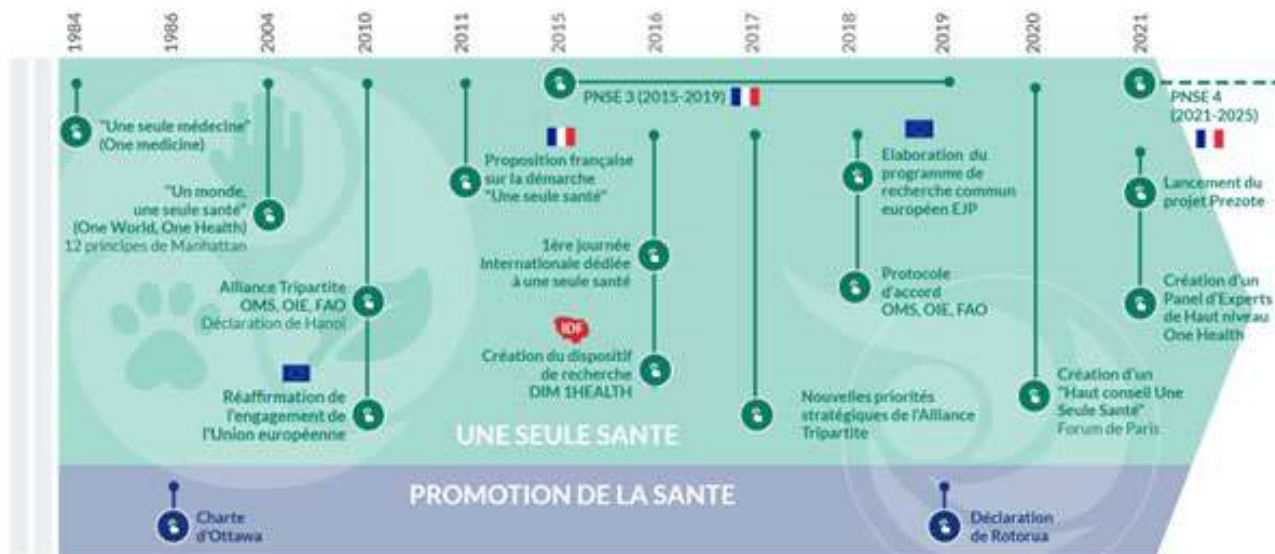 1984
1986
2004
2010
2011
2015
2016
2017
2018
2019
2020
2021
"Une seule médecine"
(One medicine)
"Un monde,
une seule santé"
(One World, One Health)
12 principes de Manhattan
Alliance Tripartite
OMS, OIE, FAO
Déclaration de Hanoï
Réaffirmation de
l'engagement de
l'Union européenne
Proposition française
sur la démarche
"Une seule santé"
PNSE 3 (2015-2019)
1ère journée
Internationale dédiée
à une seule santé
IDF
Création du dispositif
de recherche
DIM 1HEALTH
Nouvelles priorités
stratégiques de l'Alliance
Tripartite
Elaboration du
programme de
recherche commun
européen EJP
Protocole
d'accord
OMS, OIE, FAO
Création d'un
"Haut conseil Une
Seule Santé"
Forum de Paris
PNSE 4
(2021-2025)
Lancement du
projet Prezote
Création d'un
Panel d'Experts
de Haut niveau
One Health
UNE SEULE SANTE
PROMOTION DE LA SANTE
Charte
d'Ottawa
Déclaration
de Rotorua